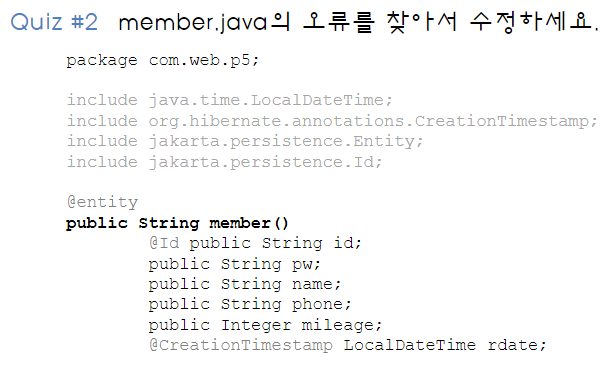 Quiz #2 member.java의 오류를 찾아서 수정하세요.
package com.web.p5;
include java.time.LocalDateTime;
include org.hibernate.annotations.CreationTimestamp;
include jakarta.persistence.Entity;
include jakarta.persistence.Id;
@entity
public String member()
@Id public String id;
public String pw;
public String name;
public String phone;
public Integer mileage;
@CreationTimestamp LocalDateTime rdate;